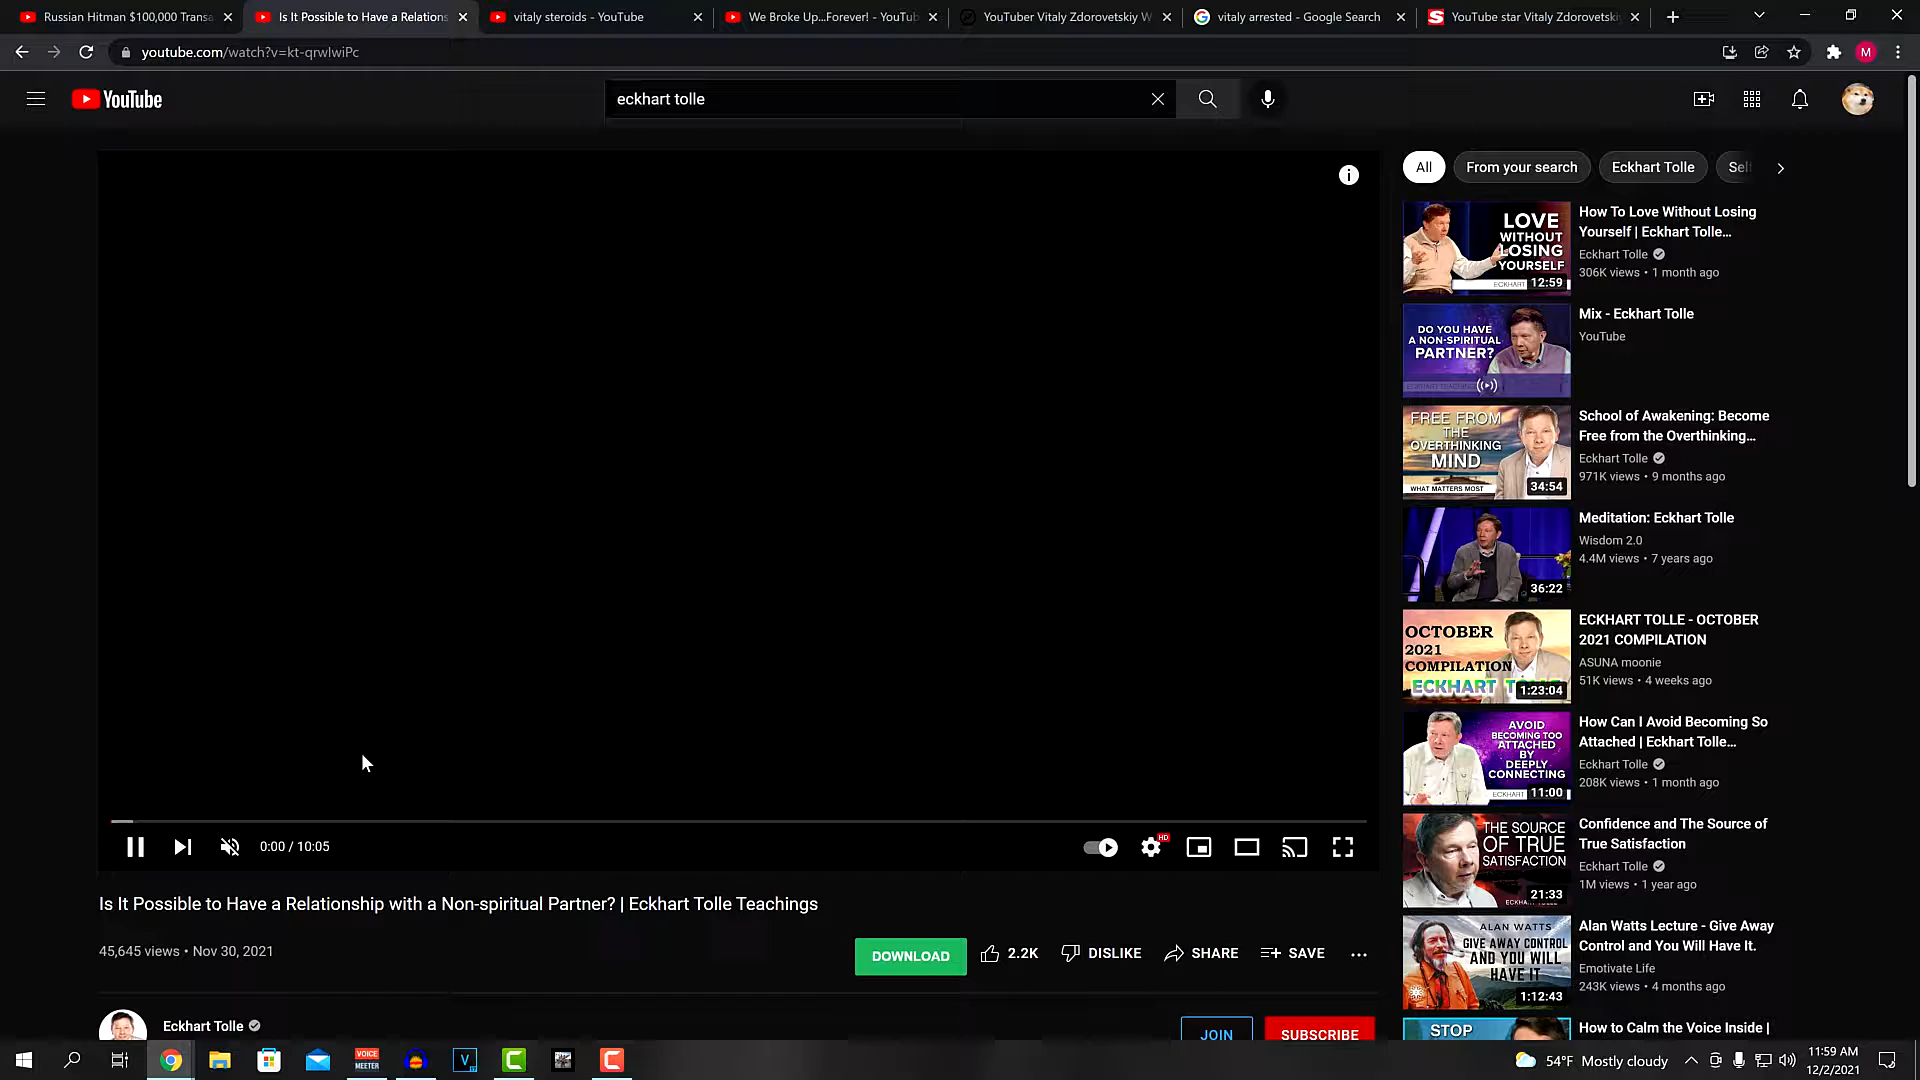 Russian Hitman $100,000 Transa
Is It Possible to Have a Relations
vitaly steroids - YouTube
We Broke Up...Forever! - YouTub
YouTuber Vitaly Zdorovetskiy W
vitaly arrested - Google Search
YouTube star Vitaly Zdorovetski
youtube.com/watch?v=kt-qrwlwiPc
M
YouTube
eckhart tolle
All
From your search
Eckhart Tolle
Sel
LOVE
WITHOUT
LOSING
YOURSELF
ECKHART
12:59
How To Love Without Losing
Yourself | Eckhart Tolle...
Eckhart Tolle
306K views • 1 month ago
DO YOU HAVE
A NON-SPIRITUAL
PARTNER?
Mix - Eckhart Tolle
YouTube
FREE FROM
THE
OVERTHINKING
MIND
WHAT MATTERS MOST
34:54
School of Awakening: Become
Free from the Overthinking...
Eckhart Tolle
971K views • 9 months ago
36:22
Meditation: Eckhart Tolle
Wisdom 2.0
4.4M views • 7 years ago
OCTOBER
2021
COMPILATION
ECKHART T
1:23:04
ECKHART TOLLE - OCTOBER
2021 COMPILATION
ASUNA moonie
51K views • 4 weeks ago
AVOID
BECOMING TOO
ATTACHED
BY
DEEPLY
CONNECTING
ECKHART
11:00
How Can I Avoid Becoming So
Attached | Eckhart Tolle...
Eckhart Tolle
208K views • 1 month ago
THE SOURCE
OF TRUE
SATISFACTION
21:33
Confidence and The Source of
True Satisfaction
Eckhart Tolle
1M views • 1 year ago
ALAN WATTS
GIVE AWAY CONTROL
AND YOU WILL
HAVE IT
1:12:43
Alan Watts Lecture - Give Away
Control and You Will Have It.
Emotivate Life
243K views • 4 months ago
STOP
How to Calm the Voice Inside |
0:00 / 10:05
HD
Is It Possible to Have a Relationship with a Non-spiritual Partner? | Eckhart Tolle Teachings
45,645 views • Nov 30, 2021
DOWNLOAD
2.2K
DISLIKE
SHARE
SAVE
Eckhart Tolle
JOIN
SUBSCRIBE
VOICE
MEETER
V
54°F Mostly cloudy
11:59 AM
12/2/2021